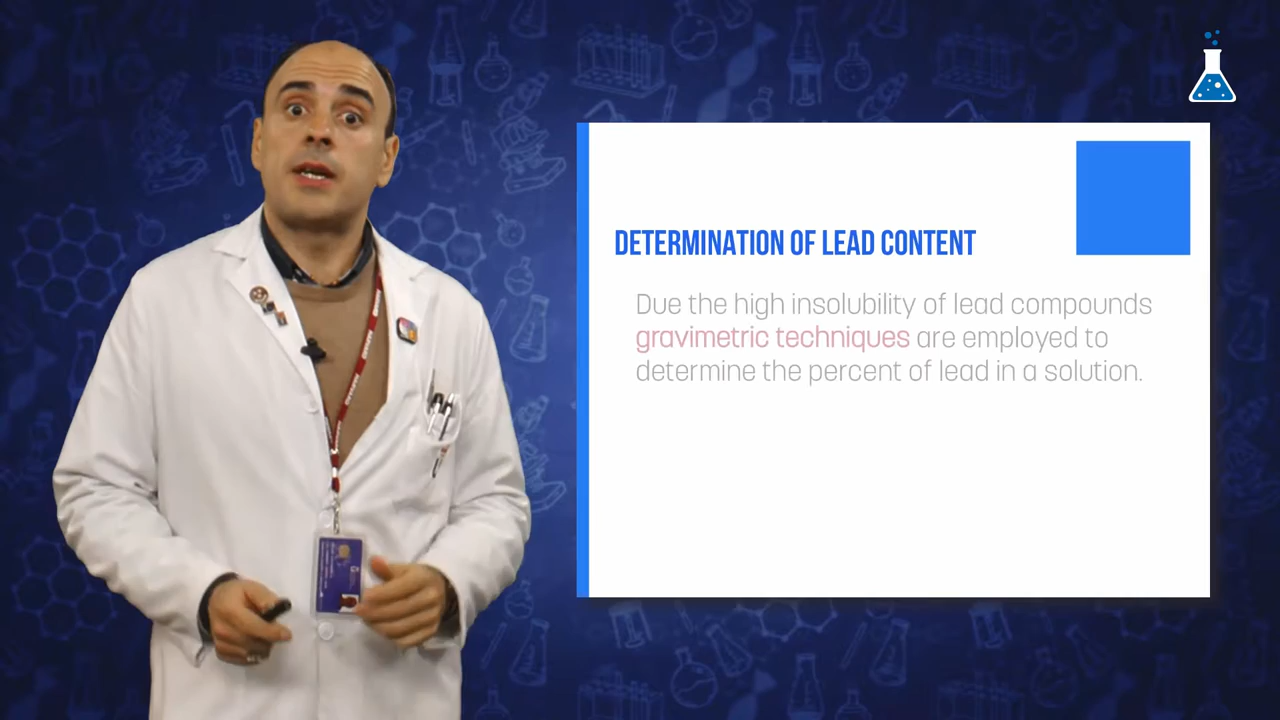 DETERMINATION OF LEAD CONTENT
Due the high insolubility of lead compounds
gravimetric techniques are employed to
determine the percent of lead in a solution.